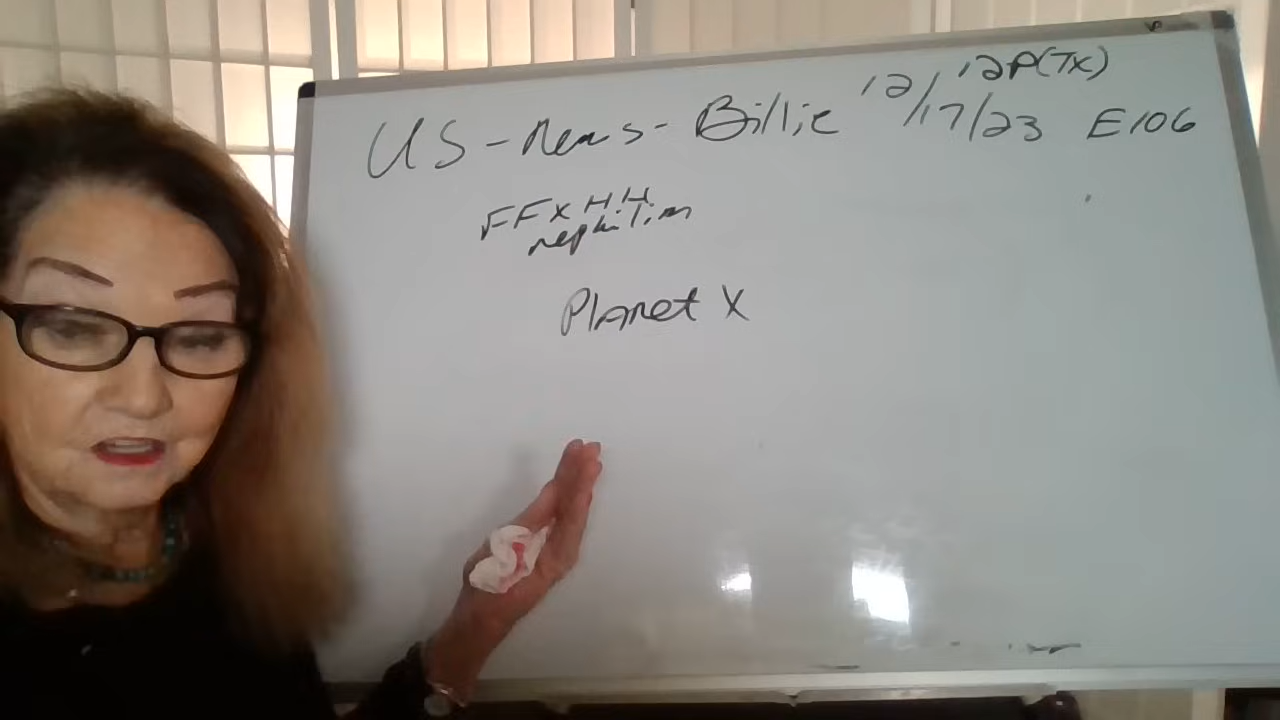 12P(Tx)
US-News-Billie 12/17/23 E106
FFXHH
nephilim
Planet X